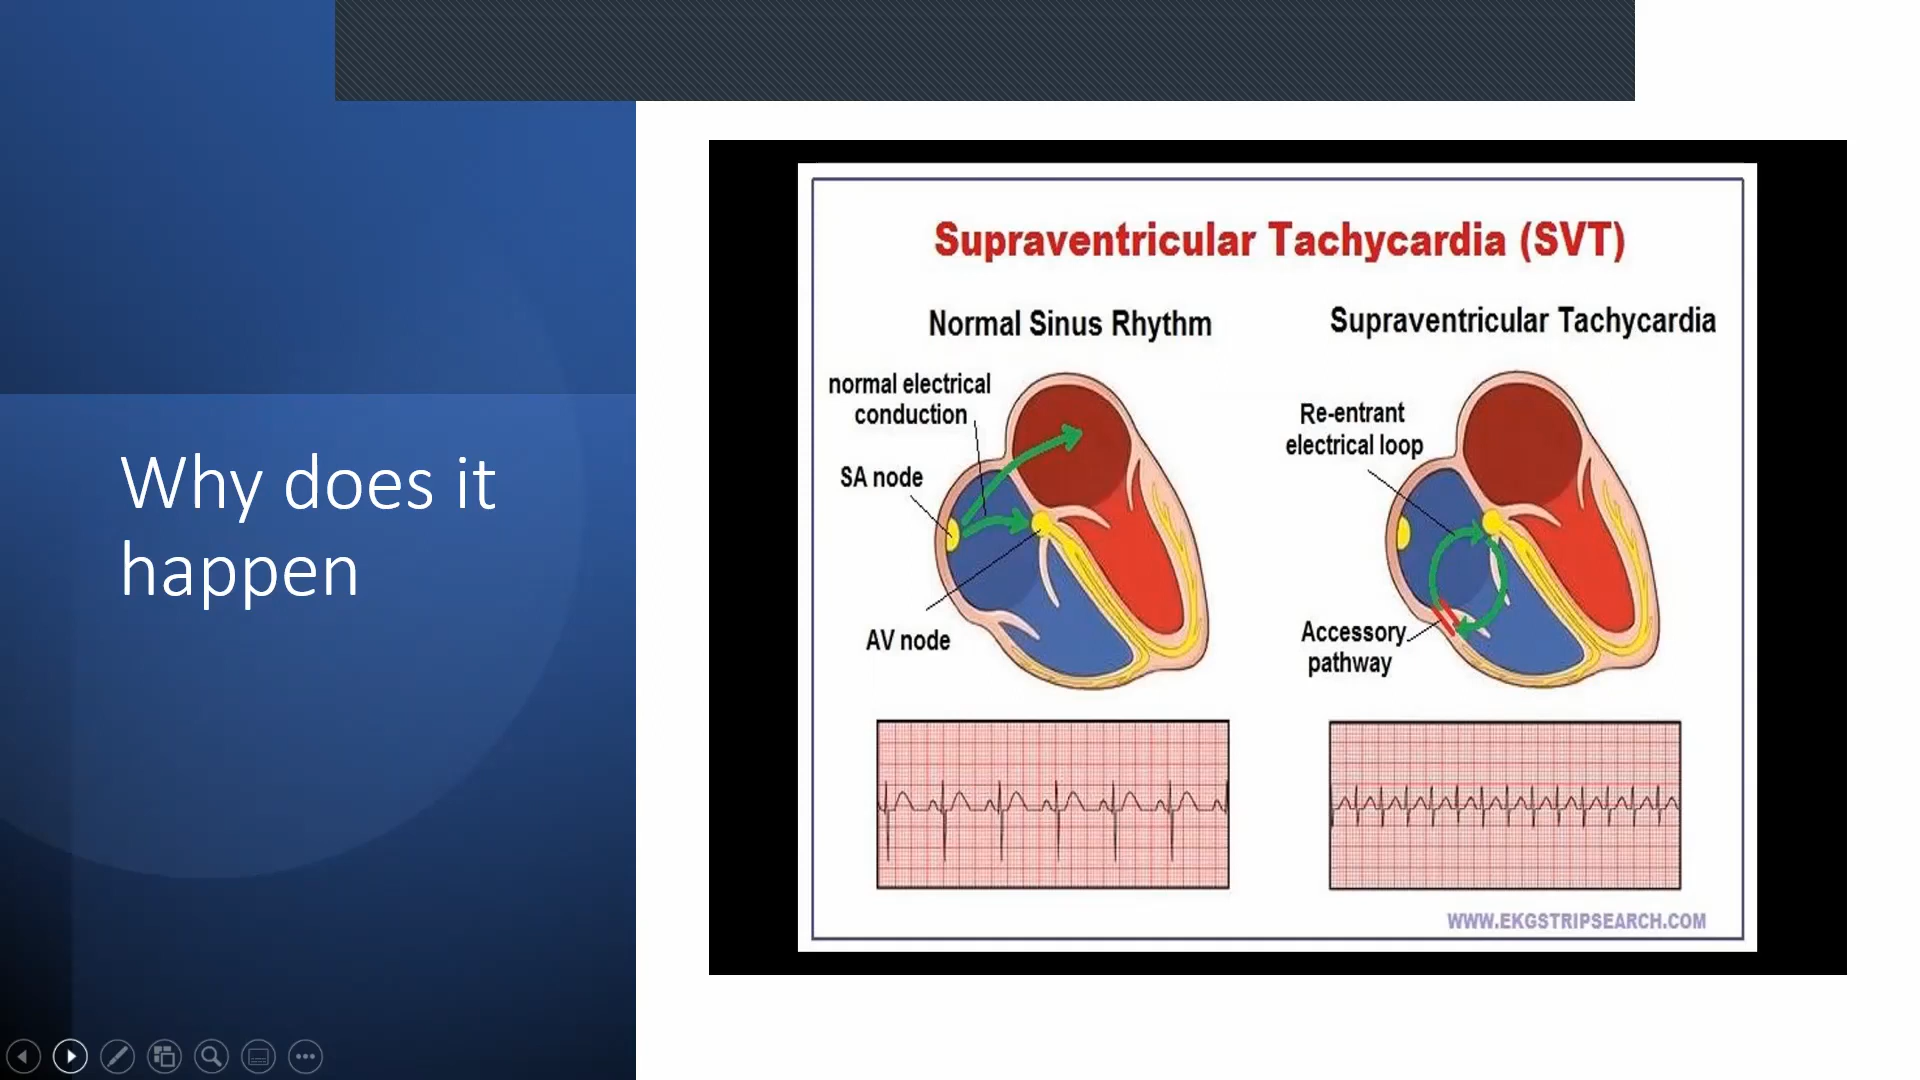 Why does it
happen
Supraventricular Tachycardia (SVT)
Normal Sinus Rhythm
normal electrical
conduction
SA node
AV node
Supraventricular Tachycardia
Re-entrant
electrical loop
Accessory
pathway
WWW.EKGSTRIPSEARCH.COM